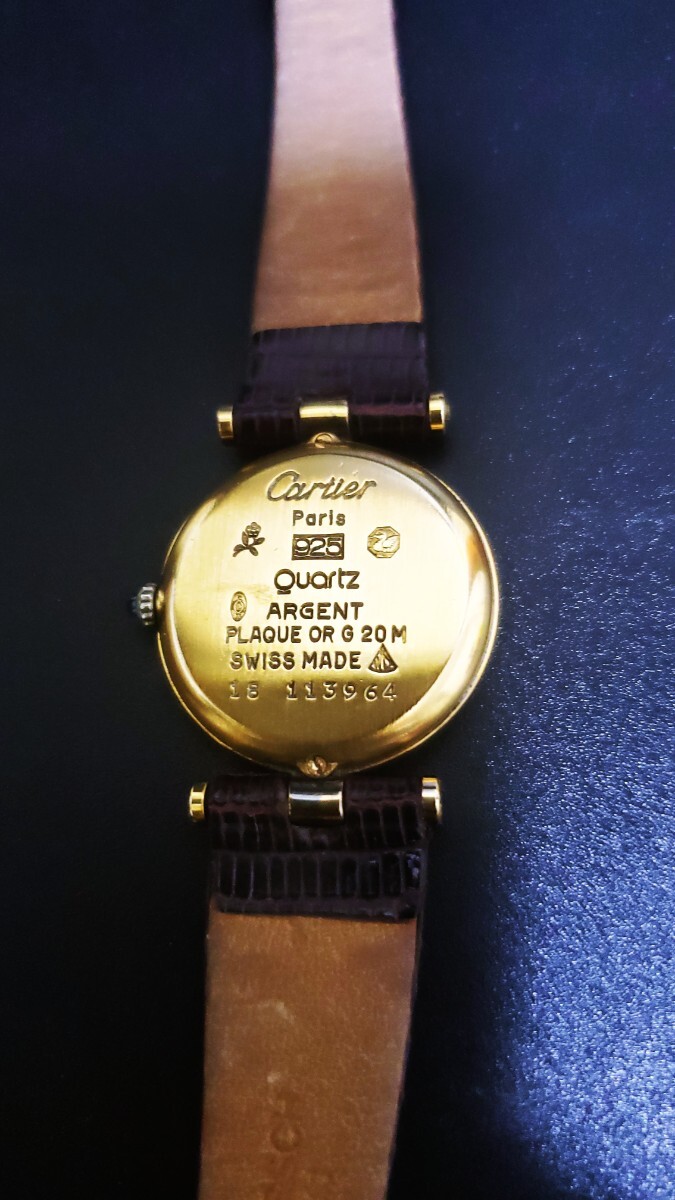 Cartier
Paris
925
Quartz
ARGENT
PLAQUE OR G 20 M
SWISS MADE
18 113964